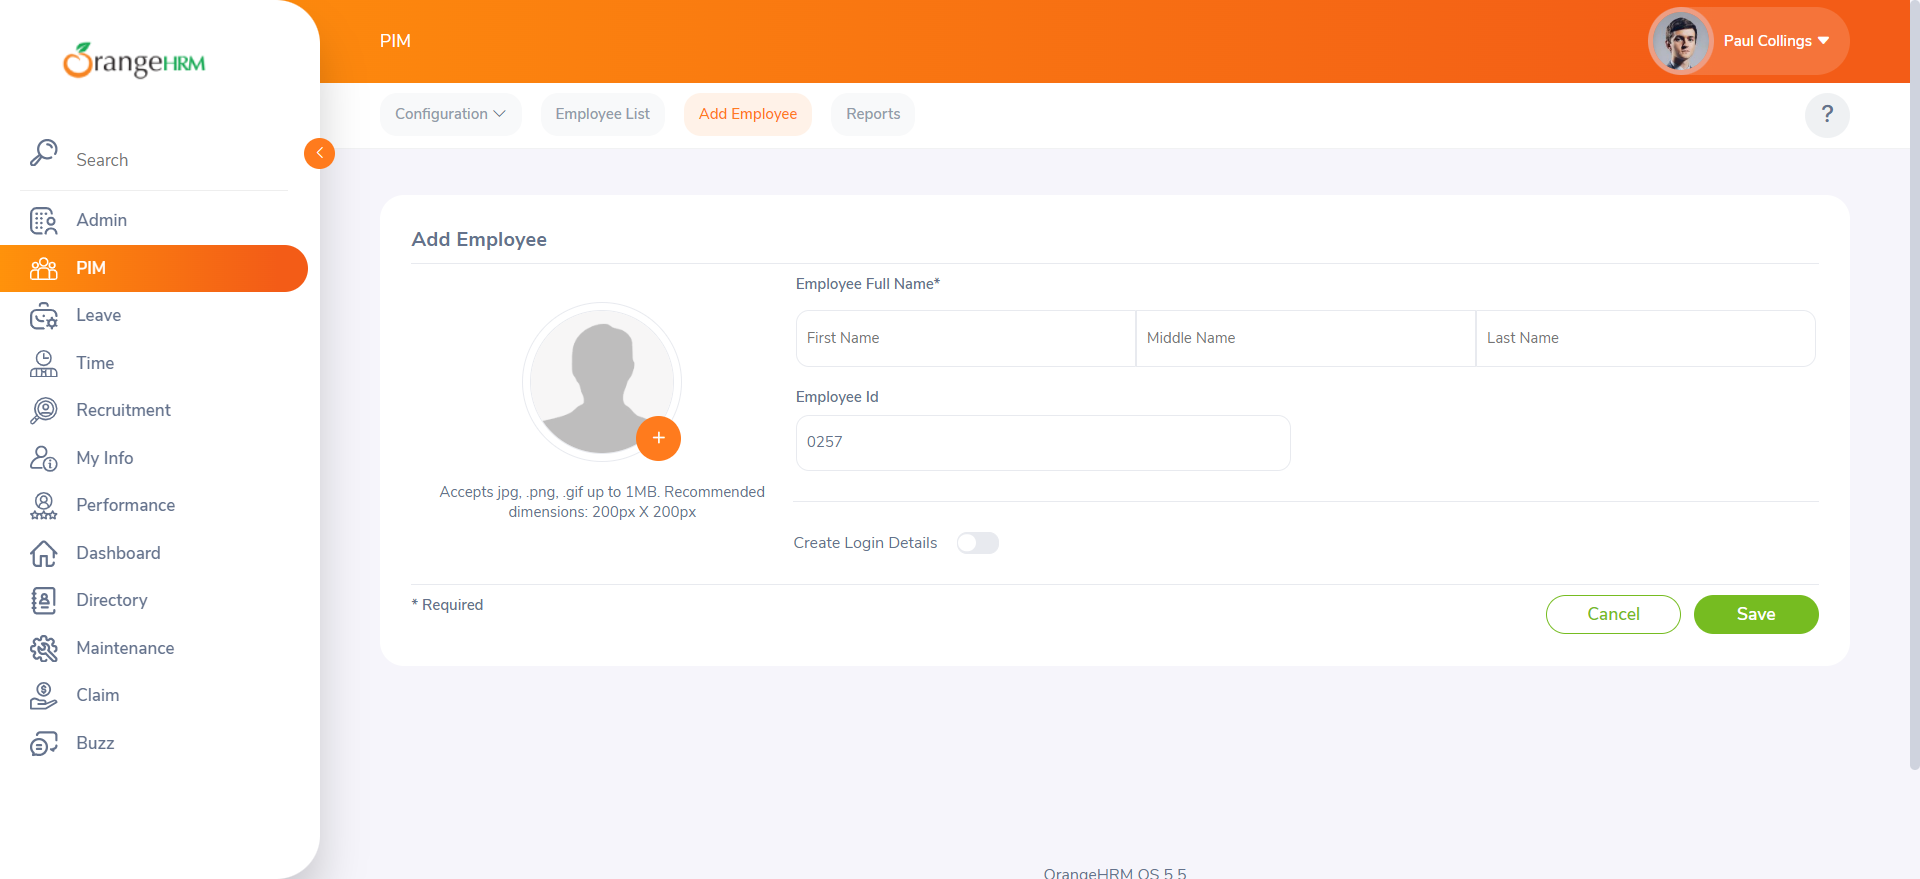 OrangeHRM
PIM
Paul Collings
Configuration
Employee List
Add Employee
Reports
?
Search
Admin
PIM
Leave
Time
Recruitment
My Info
Performance
Dashboard
Directory
Maintenance
Claim
Buzz
Add Employee
Accepts jpg, .png, .gif up to 1MB. Recommended
dimensions: 200px X 200px
Employee Full Name*
First Name
Middle Name
Last Name
Employee Id
0257
Create Login Details
* Required
Cancel
Save
OrangeHRM OS 5.5